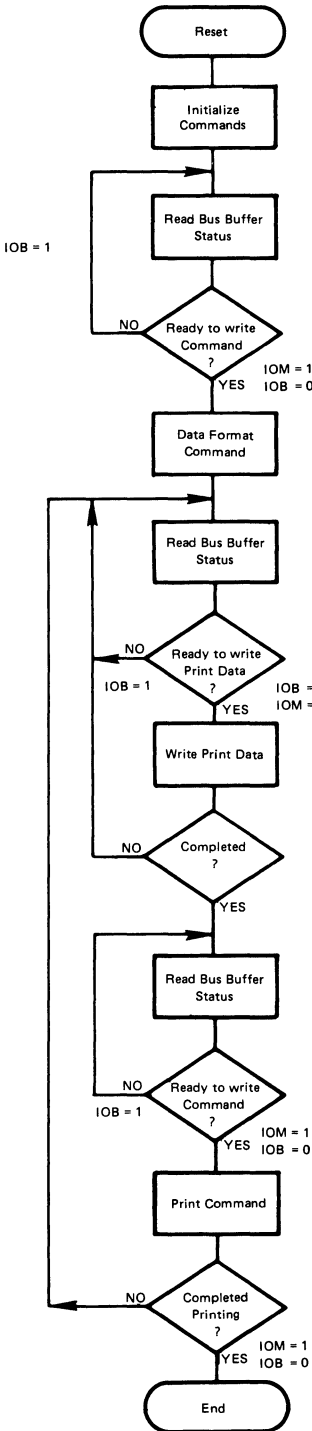 Reset
Initialize
Commands
Read Bus Buffer
Status
IOB = 1
NO
Ready to write
Command
?
YES
IOM = 1
IOB = 0
Data Format
Command
Read Bus Buffer
Status
NO
Ready to write
Print Data
?
IOB = 1
YES
IOB =
IOM =
Write Print Data
NO
Completed
?
YES
Read Bus Buffer
Status
NO
Ready to write
Command
?
IOB = 1
YES
IOM = 1
IOB = 0
Print Command
NO
Completed
Printing
?
YES
IOM = 1
IOB = 0
End